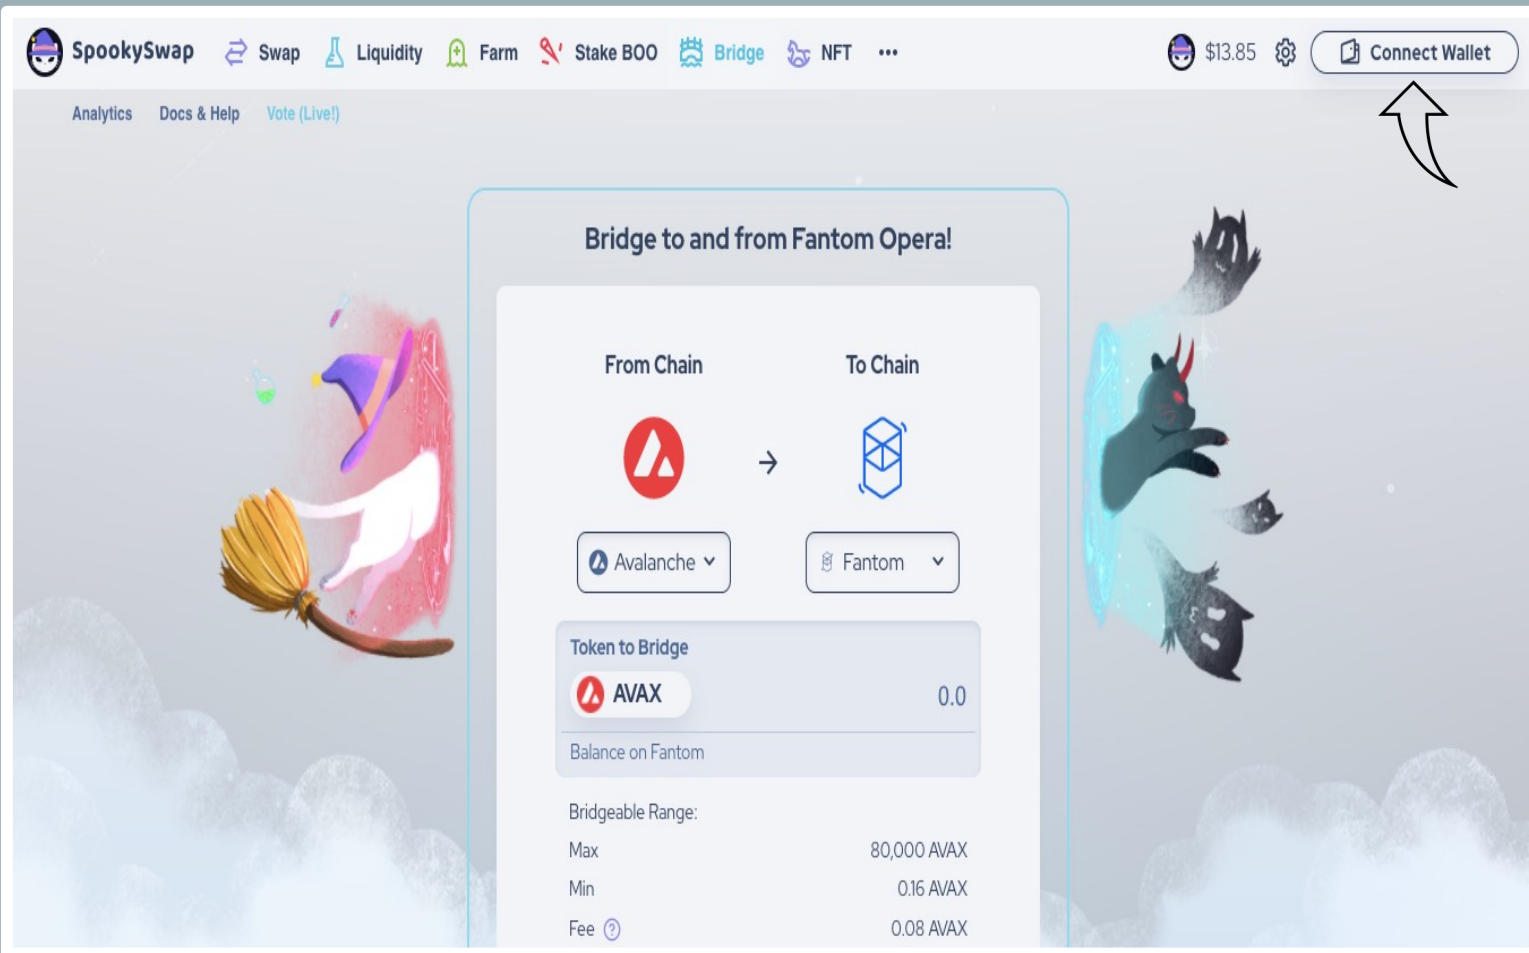 SpookySwap Swap Liquidity Farm Stake BOO Bridge NFT ••• $13.85 Connect Wallet
Analytics Docs & Help Vote (Live!)
Bridge to and from Fantom Opera!
From Chain To Chain
Avalanche Fantom
Token to Bridge
AVAX 0.0
Balance on Fantom
Bridgeable Range:
Max 80,000 AVAX
Min 0.16 AVAX
Fee ? 0.08 AVAX